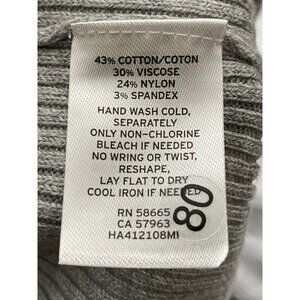 43% COTTON/COTON
30% VISCOSE
24% NYLON
3% SPANDEX
HAND WASH COLD,
SEPARATELY
ONLY NON-CHLORINE
BLEACH IF NEEDED
NO WRING OR TWIST,
RESHAPE,
LAY FLAT TO DRY
COOL IRON IF NEEDED
RN 58665
CA 57963
HA412108MI
80